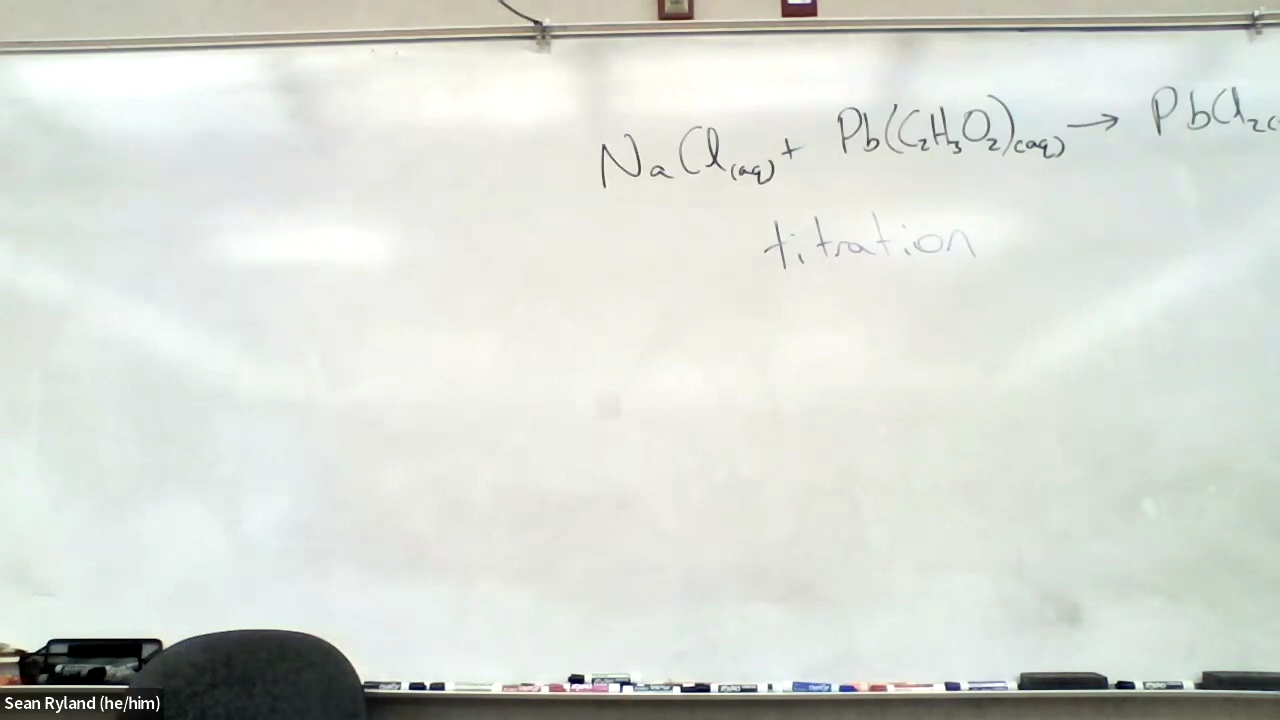 NaCl(aq) + Pb(C₂H₃O₂)(aq) → PbCl₂(
titration
Sean Ryland (he/him)